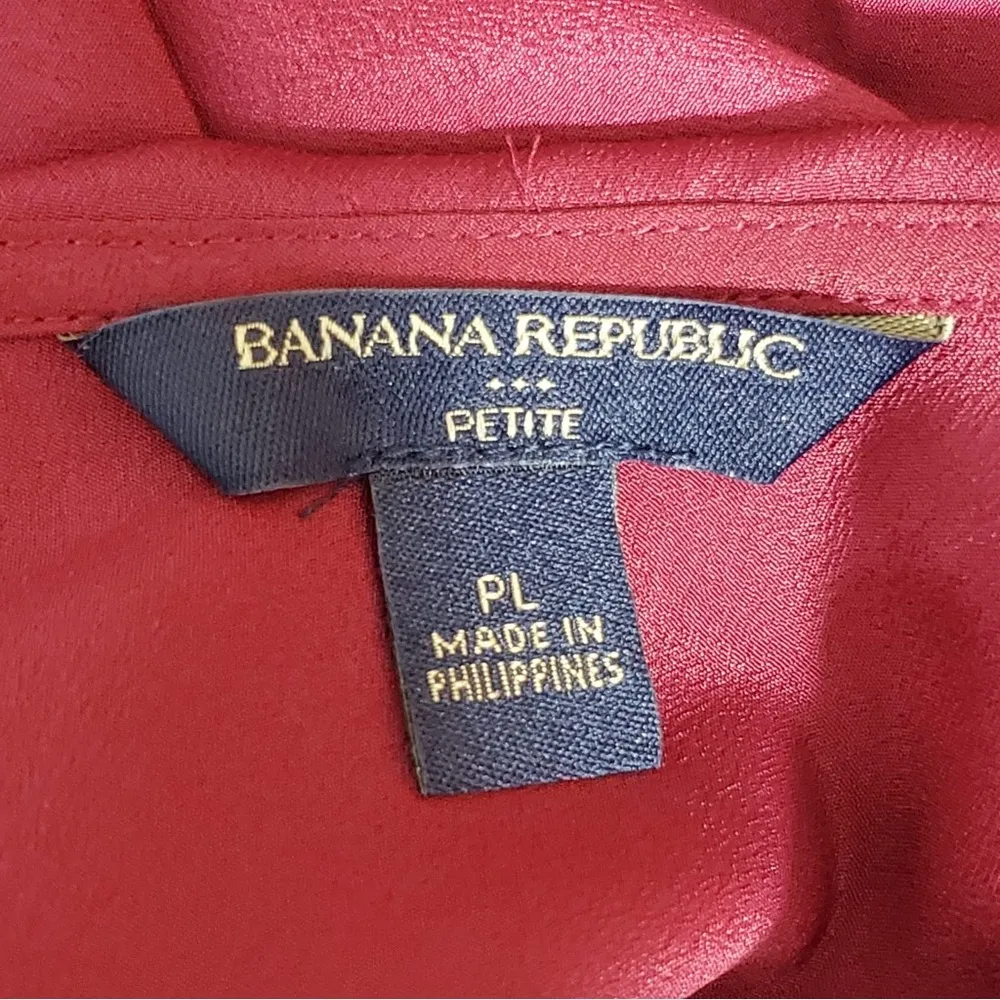 BANANA REPUBLIC
PETITE
PL
MADE IN
PHILIPPINES